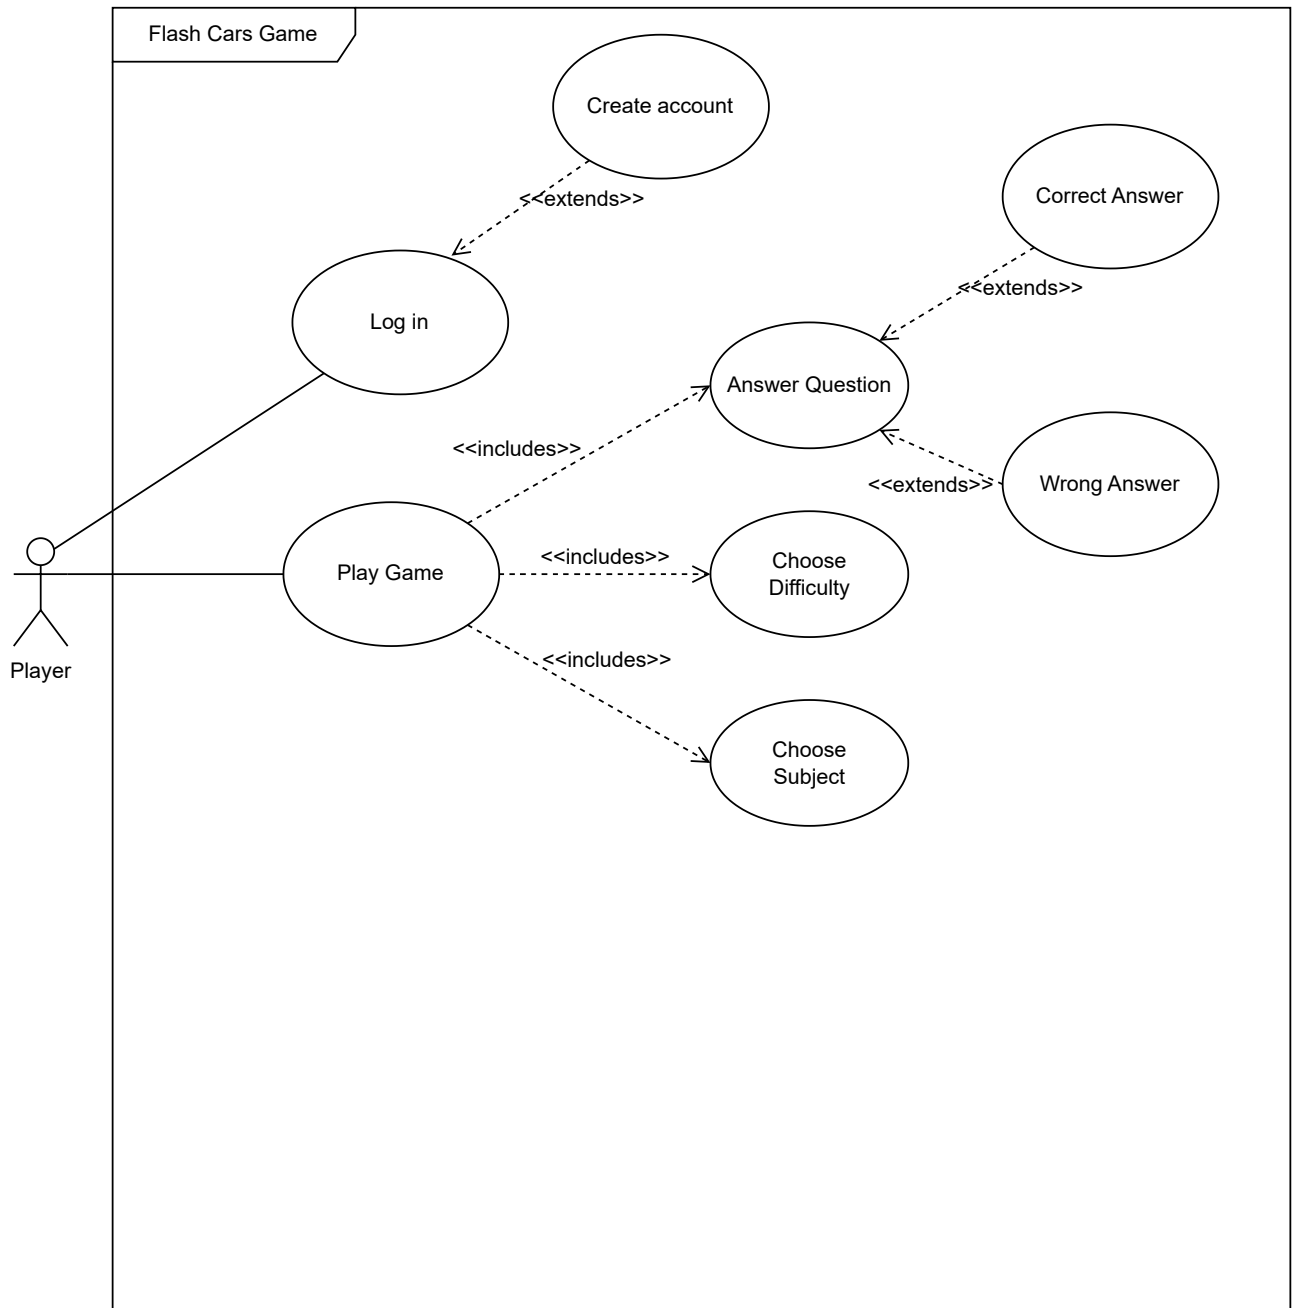 Flash Cars Game
Create account
<<extends>>
Correct Answer
<<extends>>
Log in
Answer Question
<<includes>>
<<extends>>
Wrong Answer
<<includes>>
Choose
Difficulty
Play Game
Player
<<includes>>
Choose
Subject